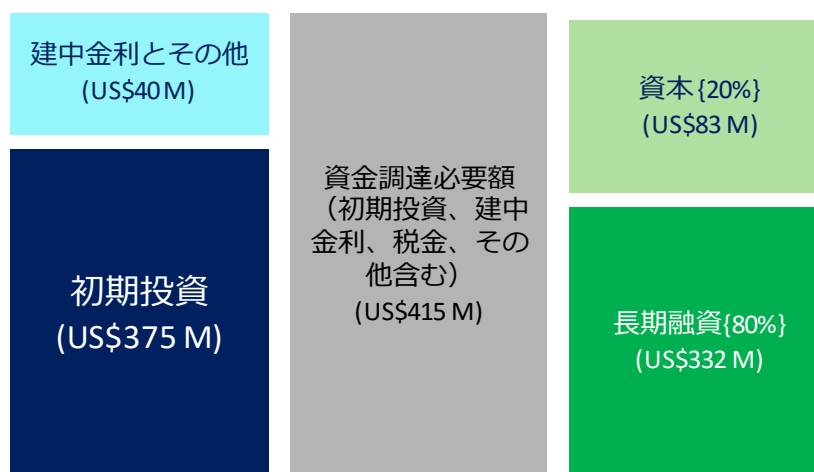 建中金利とその他
(US$40 M)
初期投資
(US$375 M)
資金調達必要額
（初期投資、建中
金利、税金、その
他含む）
(US$415 M)
資本{20%}
(US$83 M)
長期融資{80%}
(US$332 M)